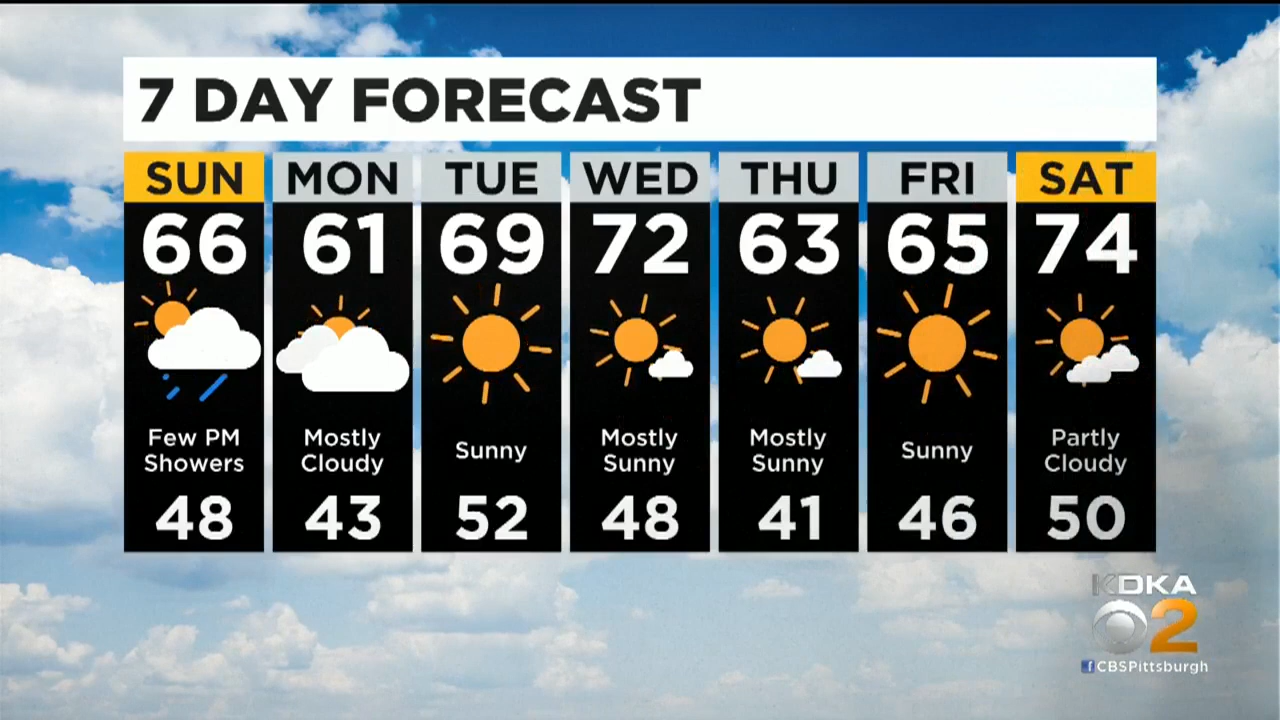 7 DAY FORECAST
SUN MON TUE WED THU FRI SAT
66 61 69 72 63 65 74
Few PM Showers
Mostly Cloudy
Sunny
Mostly Sunny
Mostly Sunny
Sunny
Partly Cloudy
48 43 52 48 41 46 50
KDKA
2
f CBSPittsburgh